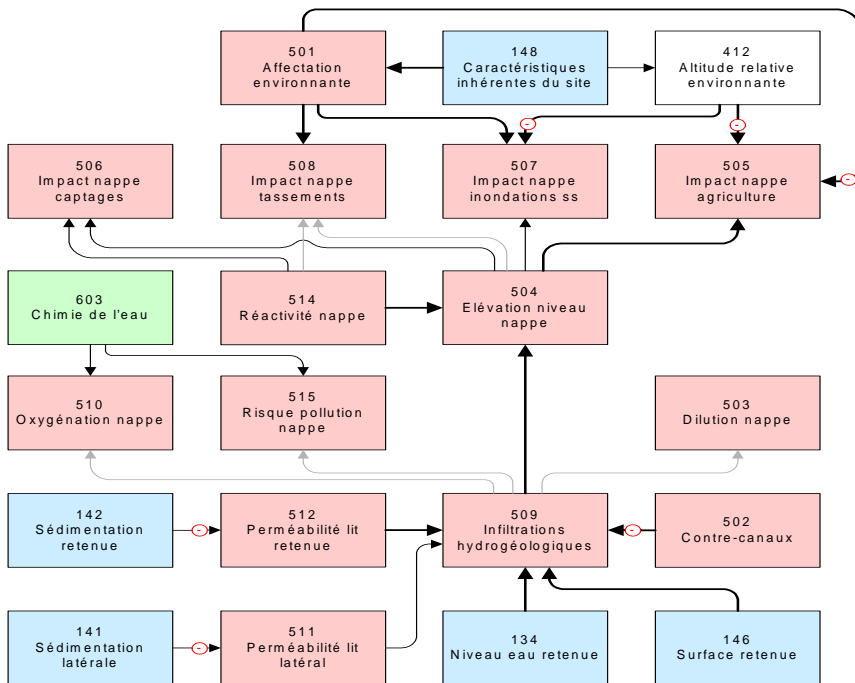 501
Affectation
environnante
148
Caractéristiques
inhérentes du site
412
Altitude relative
environnante
-
-
-
506
Impact nappe
captages
508
Impact nappe
tassements
507
Impact nappe
inondations ss
505
Impact nappe
agriculture
603
Chimie de l'eau
514
Réactivité nappe
504
Elévation niveau
nappe
510
Oxygénation nappe
515
Risque pollution
nappe
503
Dilution nappe
142
Sédimentation
retenue
-
512
Perméabilité lit
retenue
509
Infiltrations
hydrogéologiques
-
502
Contre-canaux
141
Sédimentation
latérale
-
511
Perméabilité lit
latéral
134
Niveau eau retenue
146
Surface retenue